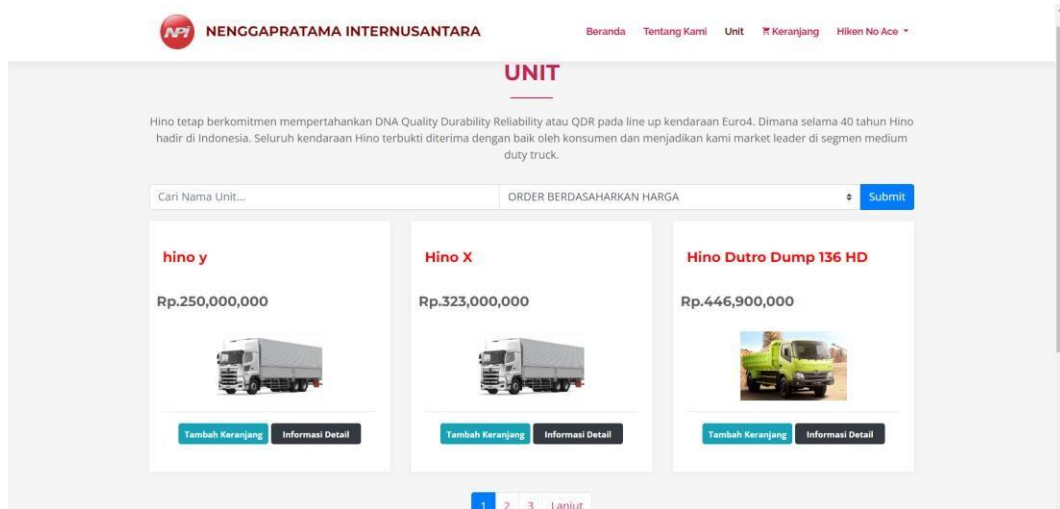 NPi NENGGAPRATAMA INTERNUSANTARA Beranda Tentang Kami Unit Keranjang Hiken No Ace
UNIT
Hino tetap berkomitmen mempertahankan DNA Quality Durability Reliability atau QDR pada line up kendaraan Euro4. Dimana selama 40 tahun Hino
hadir di Indonesia. Seluruh kendaraan Hino terbukti diterima dengan baik oleh konsumen dan menjadikan kami market leader di segmen medium
duty truck.
Cari Nama Unit... ORDER BERDASAHARKAN HARGA Submit
hino y Hino X Hino Dutro Dump 136 HD
Rp.250,000,000 Rp.323,000,000 Rp.446,900,000
Tambah Keranjang Informasi Detail Tambah Keranjang Informasi Detail Tambah Keranjang Informasi Detail
1 2 3 Lanjut